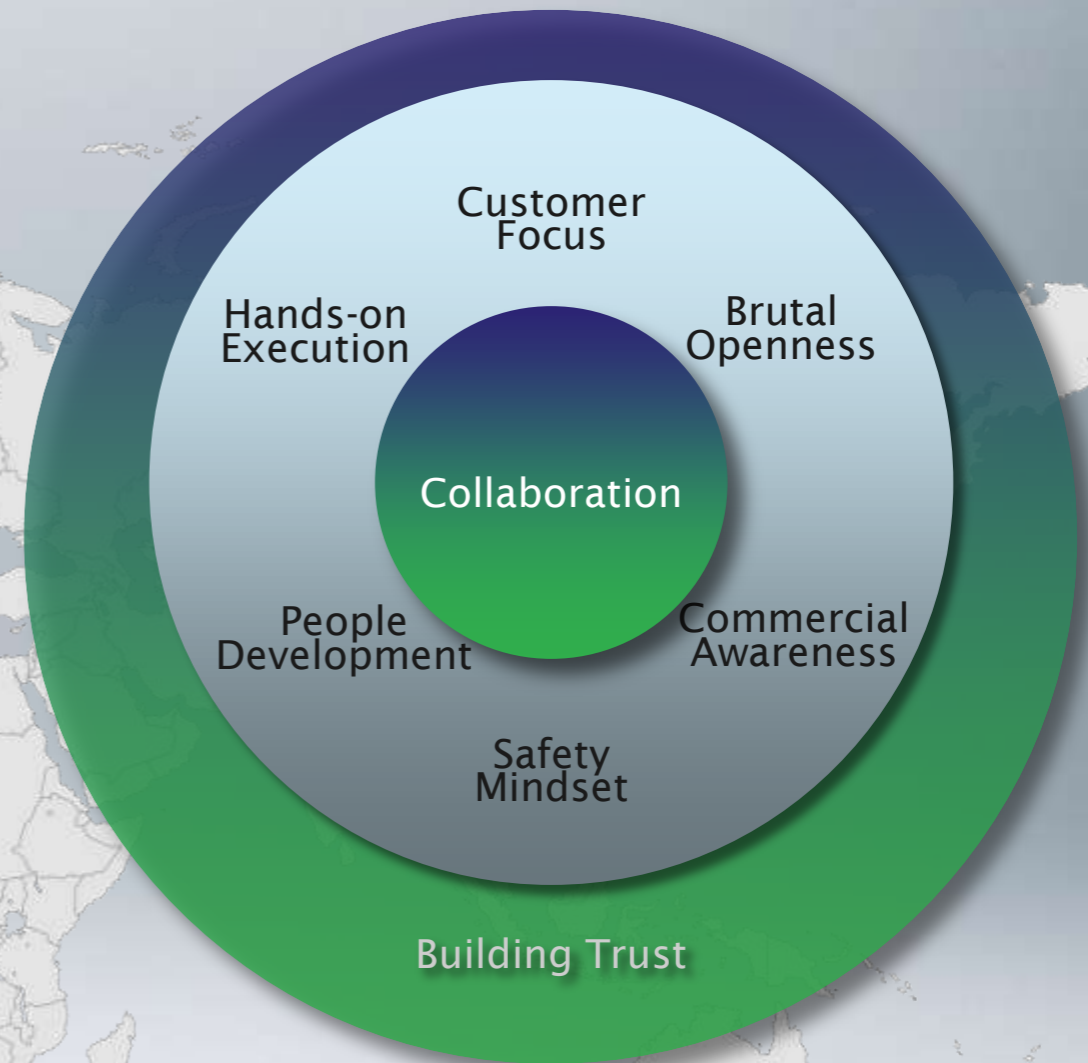 Customer
Focus
Hands-on
Execution
Brutal
Openness
Collaboration
People
Development
Commercial
Awareness
Safety
Mindset
Building Trust